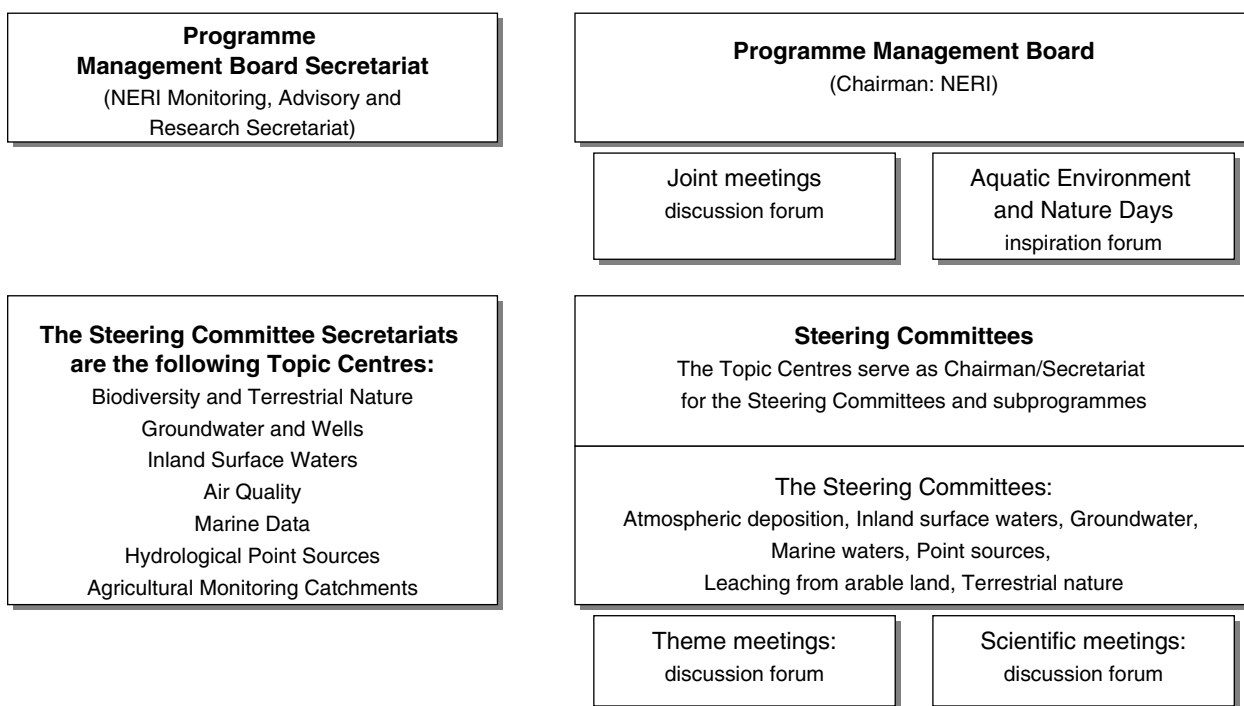 Programme
Management Board Secretariat
(NERI Monitoring, Advisory and
Research Secretariat)
Programme Management Board
(Chairman: NERI)
Joint meetings
discussion forum
Aquatic Environment
and Nature Days
inspiration forum
The Steering Committee Secretariats
are the following Topic Centres:
Biodiversity and Terrestrial Nature
Groundwater and Wells
Inland Surface Waters
Air Quality
Marine Data
Hydrological Point Sources
Agricultural Monitoring Catchments
Steering Committees
The Topic Centres serve as Chairman/Secretariat
for the Steering Committees and subprogrammes
The Steering Committees:
Atmospheric deposition, Inland surface waters, Groundwater,
Marine waters, Point sources,
Leaching from arable land, Terrestrial nature
Theme meetings:
discussion forum
Scientific meetings:
discussion forum